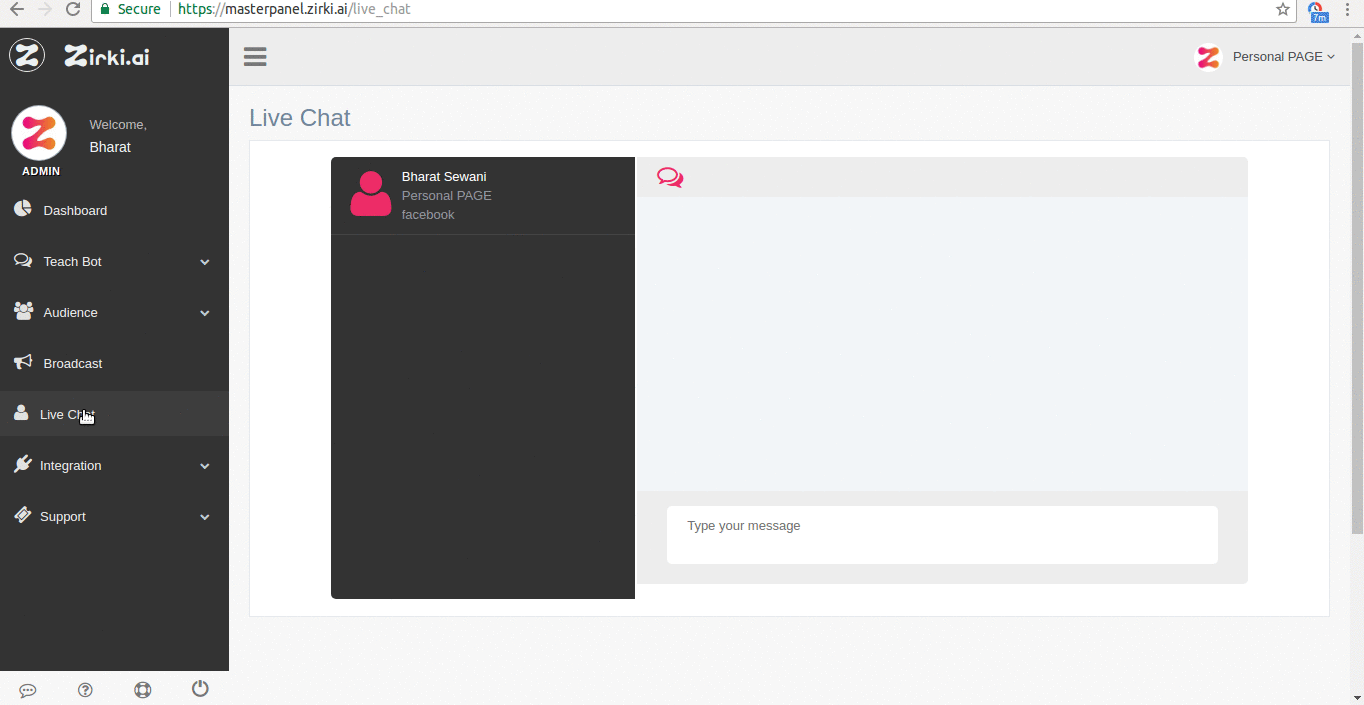 Secure
https://masterpanel.zirki.ai/live_chat
7m
Zirki.ai
Personal PAGE
Welcome,
Bharat
ADMIN
Dashboard
Teach Bot
Audience
Broadcast
Live Chat
Integration
Support
Live Chat
Bharat Sewani
Personal PAGE
facebook
Type your message